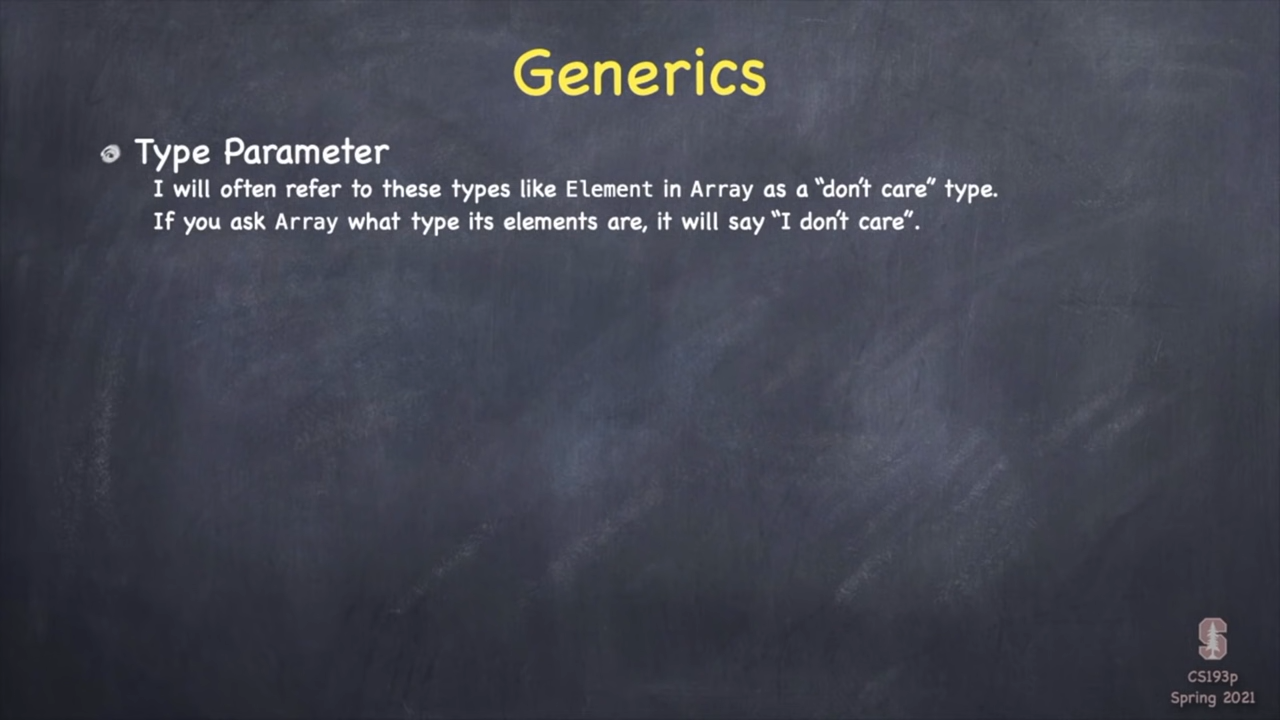 Generics
Type Parameter
I will often refer to these types like Element in Array as a “don’t care” type.
If you ask Array what type its elements are, it will say “I don’t care”.
S
CS193p
Spring 2021